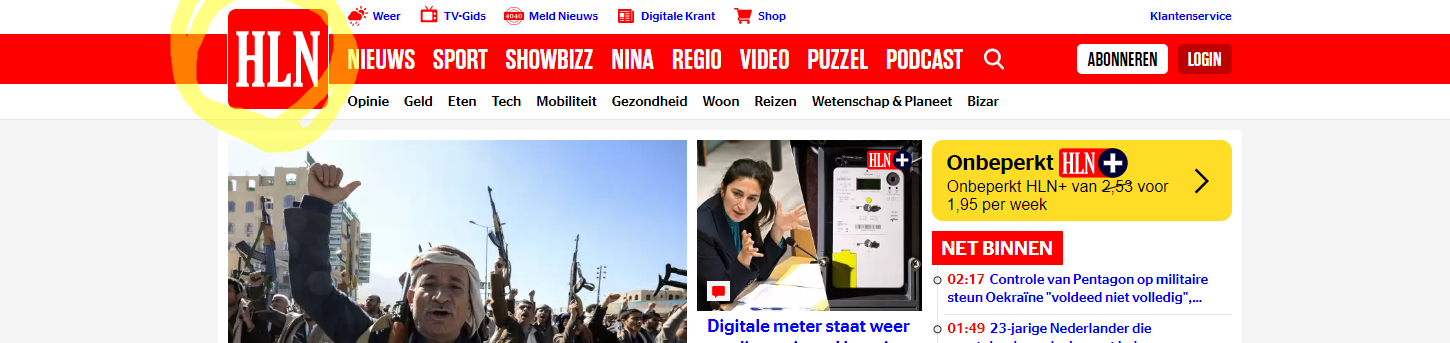 Weer TV•Gids 4040 Meld Nieuws Digitale Krant Shop Klantenservice
HLN NIEUWS SPORT SHOWBIZZ NINA REGIO VIDEO PUZZEL PODCAST ABONNEREN LOGIN
Opinie Geld Eten Tech Mobiliteit Gezondheid Woon Reizen Wetenschap & Planeet Bizar
HLN +
Digitale meter staat weer
Onbeperkt HLN +
Onbeperkt HLN+ van 2,53 voor
1,95 per week
NET BINNEN
02:17 Controle van Pentagon op militaire
steun Oekraïne "voldeed niet volledig",...
01:49 23-jarige Nederlander die